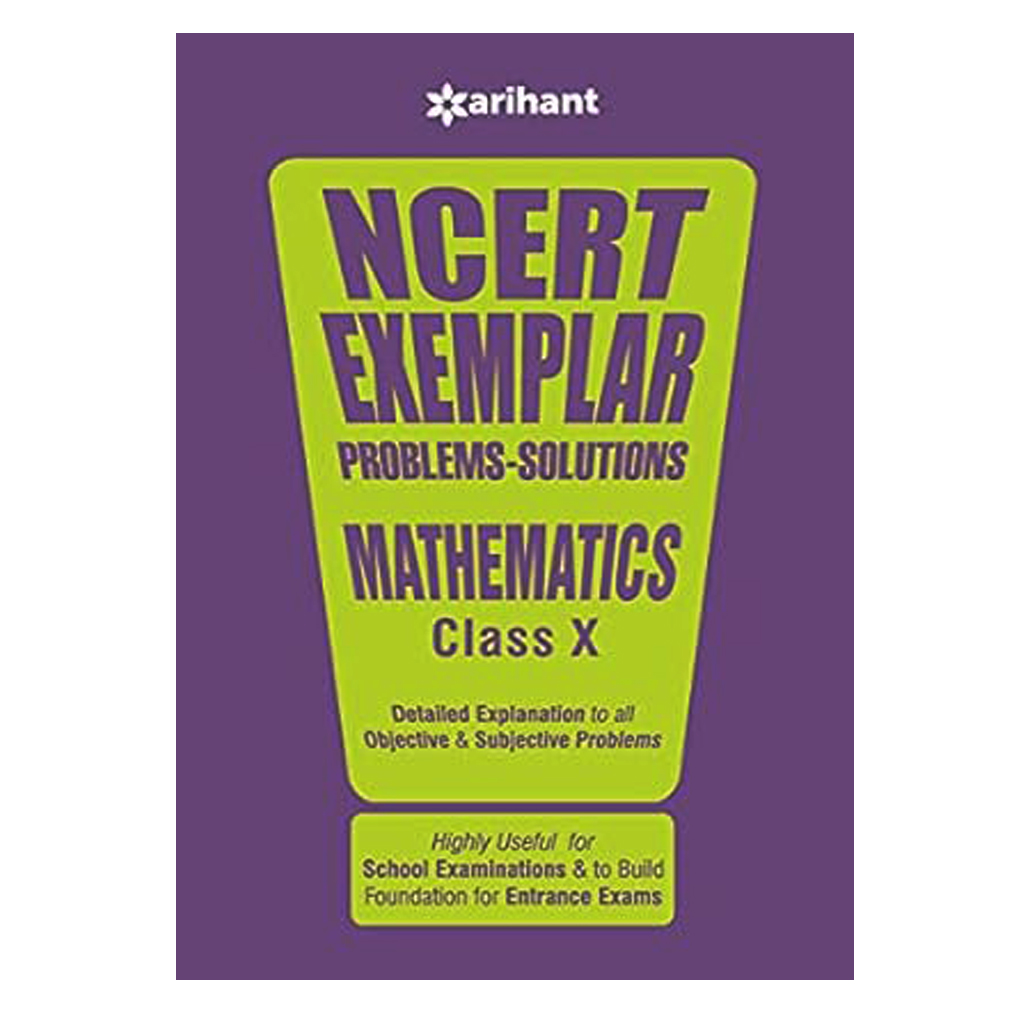 arihant
NCERT
EXEMPLAR
PROBLEMS-SOLUTIONS
MATHEMATICS
Class X
Detailed Explanation to all
Objective & Subjective Problems
Highly Useful for
School Examinations & to Build
Foundation for Entrance Exams